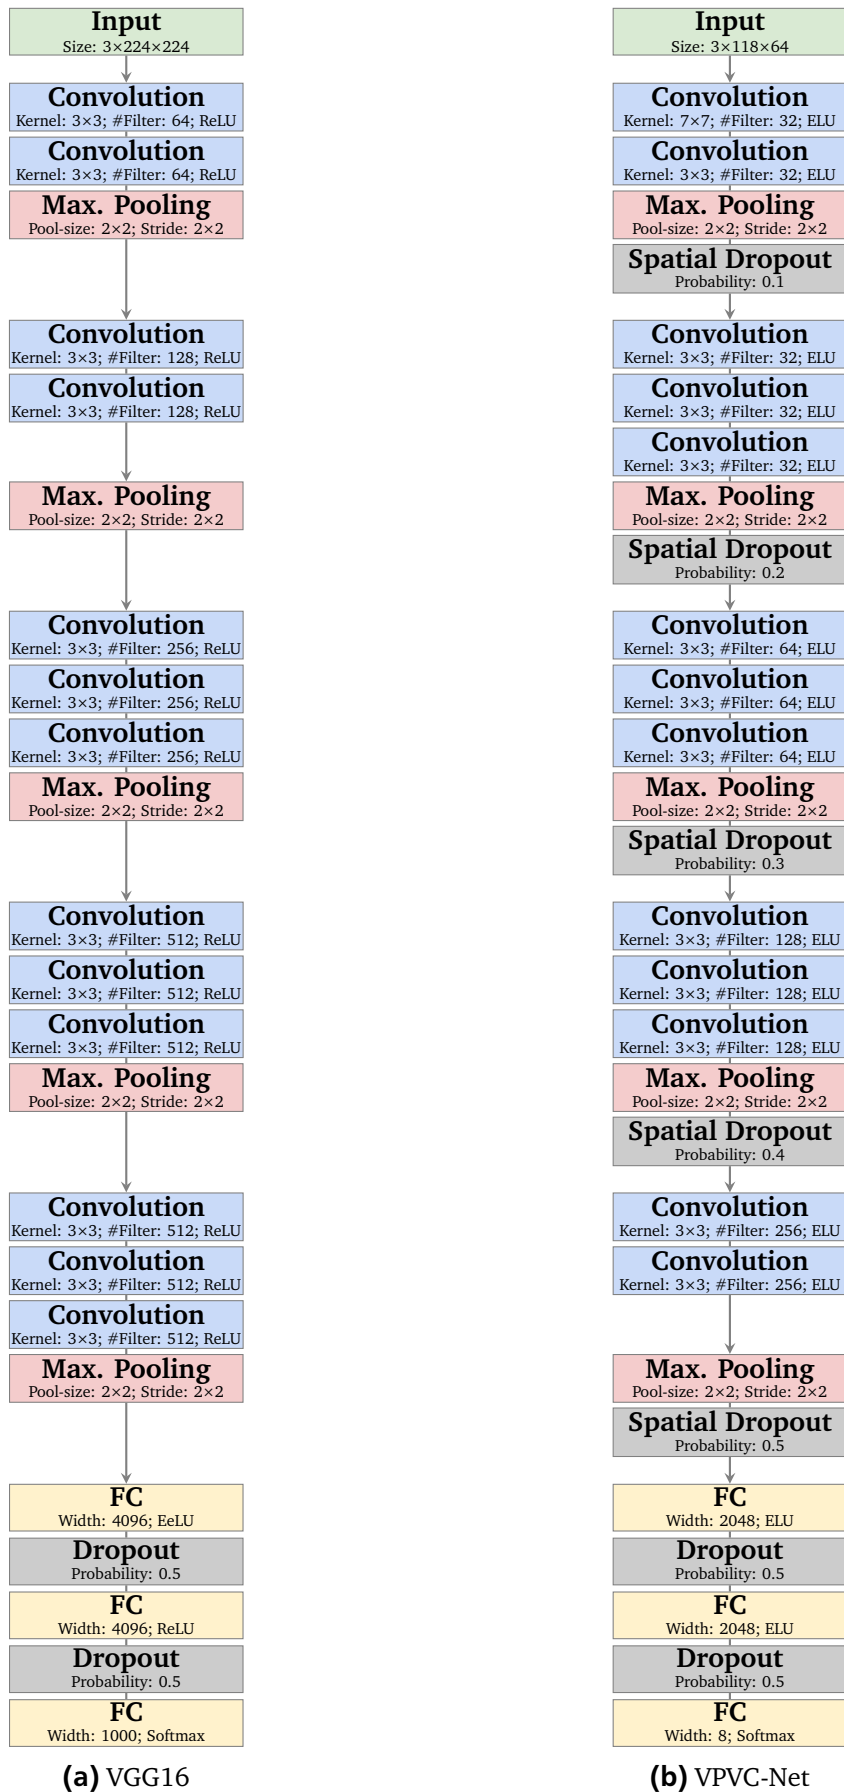 Input
Size: 3×224×224
Convolution
Kernel: 3×3; #Filter: 64; ReLU
Convolution
Kernel: 3×3; #Filter: 64; ReLU
Max. Pooling
Pool-size: 2×2; Stride: 2×2
Convolution
Kernel: 3×3; #Filter: 128; ReLU
Convolution
Kernel: 3×3; #Filter: 128; ReLU
Max. Pooling
Pool-size: 2×2; Stride: 2×2
Convolution
Kernel: 3×3; #Filter: 256; ReLU
Convolution
Kernel: 3×3; #Filter: 256; ReLU
Convolution
Kernel: 3×3; #Filter: 256; ReLU
Max. Pooling
Pool-size: 2×2; Stride: 2×2
Convolution
Kernel: 3×3; #Filter: 512; ReLU
Convolution
Kernel: 3×3; #Filter: 512; ReLU
Convolution
Kernel: 3×3; #Filter: 512; ReLU
Max. Pooling
Pool-size: 2×2; Stride: 2×2
Convolution
Kernel: 3×3; #Filter: 512; ReLU
Convolution
Kernel: 3×3; #Filter: 512; ReLU
Convolution
Kernel: 3×3; #Filter: 512; ReLU
Max. Pooling
Pool-size: 2×2; Stride: 2×2
FC
Width: 4096; EeLU
Dropout
Probability: 0.5
FC
Width: 4096; ReLU
Dropout
Probability: 0.5
FC
Width: 1000; Softmax
(a) VGG16
Input
Size: 3×118×64
Convolution
Kernel: 7×7; #Filter: 32; ELU
Convolution
Kernel: 3×3; #Filter: 32; ELU
Max. Pooling
Pool-size: 2×2; Stride: 2×2
Spatial Dropout
Probability: 0.1
Convolution
Kernel: 3×3; #Filter: 32; ELU
Convolution
Kernel: 3×3; #Filter: 32; ELU
Convolution
Kernel: 3×3; #Filter: 32; ELU
Max. Pooling
Pool-size: 2×2; Stride: 2×2
Spatial Dropout
Probability: 0.2
Convolution
Kernel: 3×3; #Filter: 64; ELU
Convolution
Kernel: 3×3; #Filter: 64; ELU
Convolution
Kernel: 3×3; #Filter: 64; ELU
Max. Pooling
Pool-size: 2×2; Stride: 2×2
Spatial Dropout
Probability: 0.3
Convolution
Kernel: 3×3; #Filter: 128; ELU
Convolution
Kernel: 3×3; #Filter: 128; ELU
Convolution
Kernel: 3×3; #Filter: 128; ELU
Max. Pooling
Pool-size: 2×2; Stride: 2×2
Spatial Dropout
Probability: 0.4
Convolution
Kernel: 3×3; #Filter: 256; ELU
Convolution
Kernel: 3×3; #Filter: 256; ELU
Max. Pooling
Pool-size: 2×2; Stride: 2×2
Spatial Dropout
Probability: 0.5
FC
Width: 2048; ELU
Dropout
Probability: 0.5
FC
Width: 2048; ELU
Dropout
Probability: 0.5
FC
Width: 8; Softmax
(b) VPVC-Net